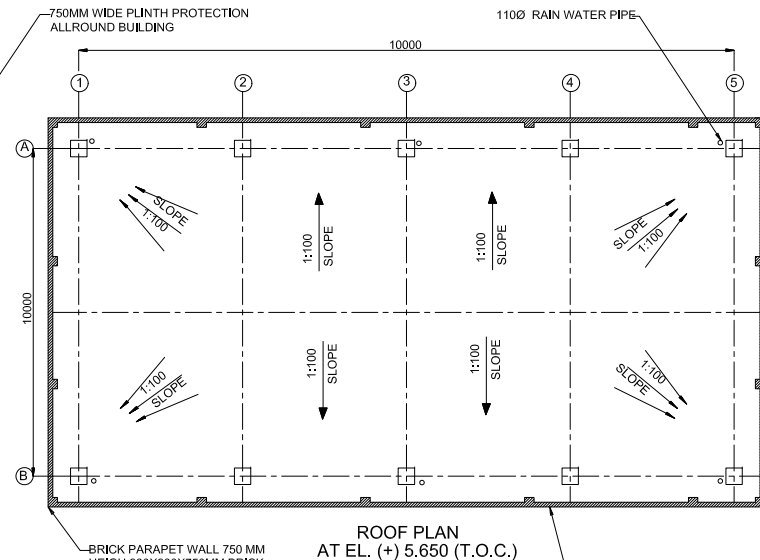 750MM WIDE PLINTH PROTECTION
ALLROUND BUILDING
110Ø RAIN WATER PIPE
10000
1
2
3
4
5
A
SLOPE
1:100
1:100
SLOPE
1:100
SLOPE
SLOPE
1:100
10000
1:100
SLOPE
1:100
SLOPE
1:100
SLOPE
1:100
SLOPE
B
ROOF PLAN
AT EL. (+) 5.650 (T.O.C.)
BRICK PARAPET WALL 750 MM